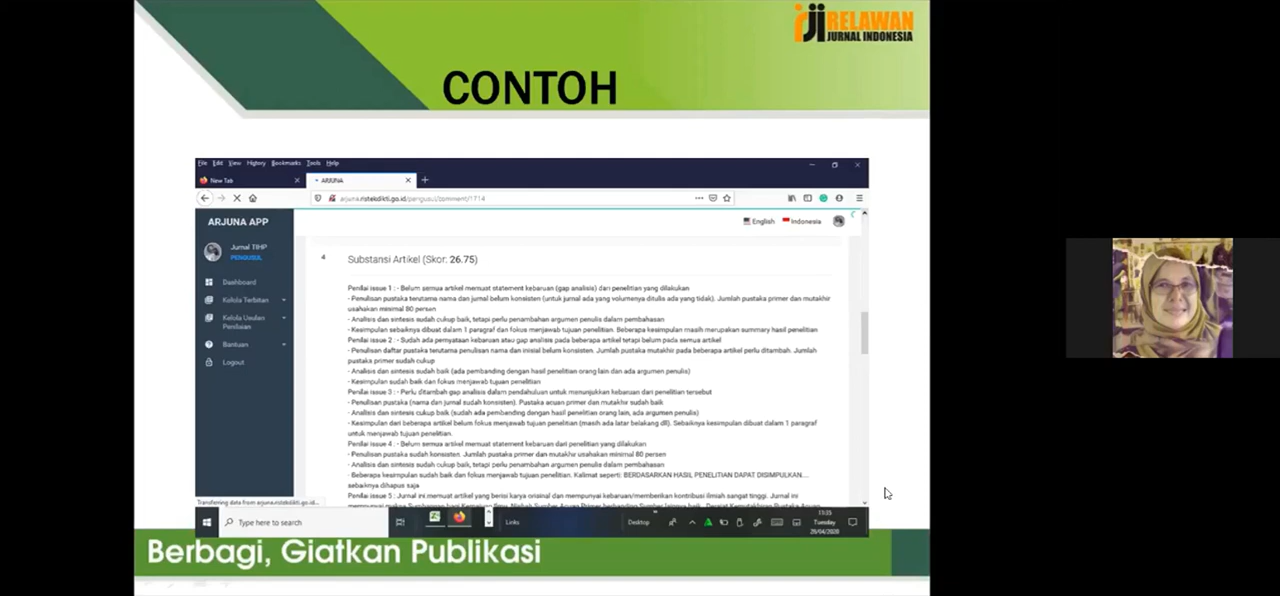 RELAWAN
JURNAL INDONESIA
CONTOH
File Edit View History Bookmarks Tools Help
New Tab
ARJUNA
arjuna.ristekdikti.go.id/pengusul/comment/1714
ARJUNA APP
English
Indonesia
Jurnal TIHP
PENGUSUL
Dashboard
Kelola Terbitan
Kelola Usulan
Penilaian
Bantuan
Logout
4 Substansi Artikel (Skor: 26.75)
Penilai issue 1 : - Belum semua artikel memuat statement kebaruan (gap analisis) dari penelitian yang dilakukan
- Penulisan pustaka terutama nama dan jurnal belum konsisten (untuk jurnal ada yang volumenya ditulis ada yang tidak). Jumlah pustaka primer dan mutakhir
usahakan minimal 80 persen
- Analisis dan sintesis sudah cukup baik, tetapi perlu penambahan argumen penulis dalam pembahasan
- Kesimpulan sebaiknya dibuat dalam 1 paragraf dan fokus menjawab tujuan penelitian. Beberapa kesimpulan masih merupakan summary hasil penelitian
Penilai issue 2 : - Sudah ada pernyataan kebaruan atau gap analisis pada beberapa artikel tetapi belum pada semua artikel
- Penulisan daftar pustaka terutama penulisan nama dan inisial belum konsisten. Jumlah pustaka mutakhir pada beberapa artikel perlu ditambah. Jumlah
pustaka primer sudah cukup
- Analisis dan sintesis sudah baik (ada pembanding dengan hasil penelitian orang lain dan ada argumen penulis)
- Kesimpulan sudah baik dan fokus menjawab tujuan penelitian
Penilai issue 3 : - Perlu ditambah gap analisis dalam pendahuluan untuk menunjukkan kebaruan dari penelitian tersebut
- Penulisan pustaka (nama dan jurnal sudah konsisten). Pustaka acuan primer dan mutakhir sudah baik
- Analisis dan sintesis cukup baik (sudah ada pembanding dengan hasil penelitian orang lain, ada argumen penulis)
- Kesimpulan dari beberapa artikel belum fokus menjawab tujuan penelitian (masih ada latar belakang dll). Sebaiknya kesimpulan dibuat dalam 1 paragraf
untuk menjawab tujuan penelitian.
Penilai issue 4 : - Belum semua artikel memuat statement kebaruan dari penelitian yang dilakukan
- Penulisan pustaka sudah konsisten. Jumlah pustaka primer dan mutakhir usahakan minimal 80 persen
- Analisis dan sintesis sudah cukup baik, tetapi perlu penambahan argumen penulis dalam pembahasan
- Beberapa kesimpulan sudah baik dan fokus menjawab tujuan penelitian. Kalimat seperti: BERDASARKAN HASIL PENELITIAN DAPAT DISIMPULKAN....
sebaiknya dihapus saja
Penilai issue 5 : Jurnal ini memuat artikel yang berisi karya orisinal dan mempunyai kebaruan/memberikan kontribusi ilmiah sangat tinggi. Jurnal ini
Transferring data from arjuna.ristekdikti.go.id...
Type here to search
Links
Desktop
11:35
Tuesday
28/04/2020
Berbagi, Giatkan Publikasi